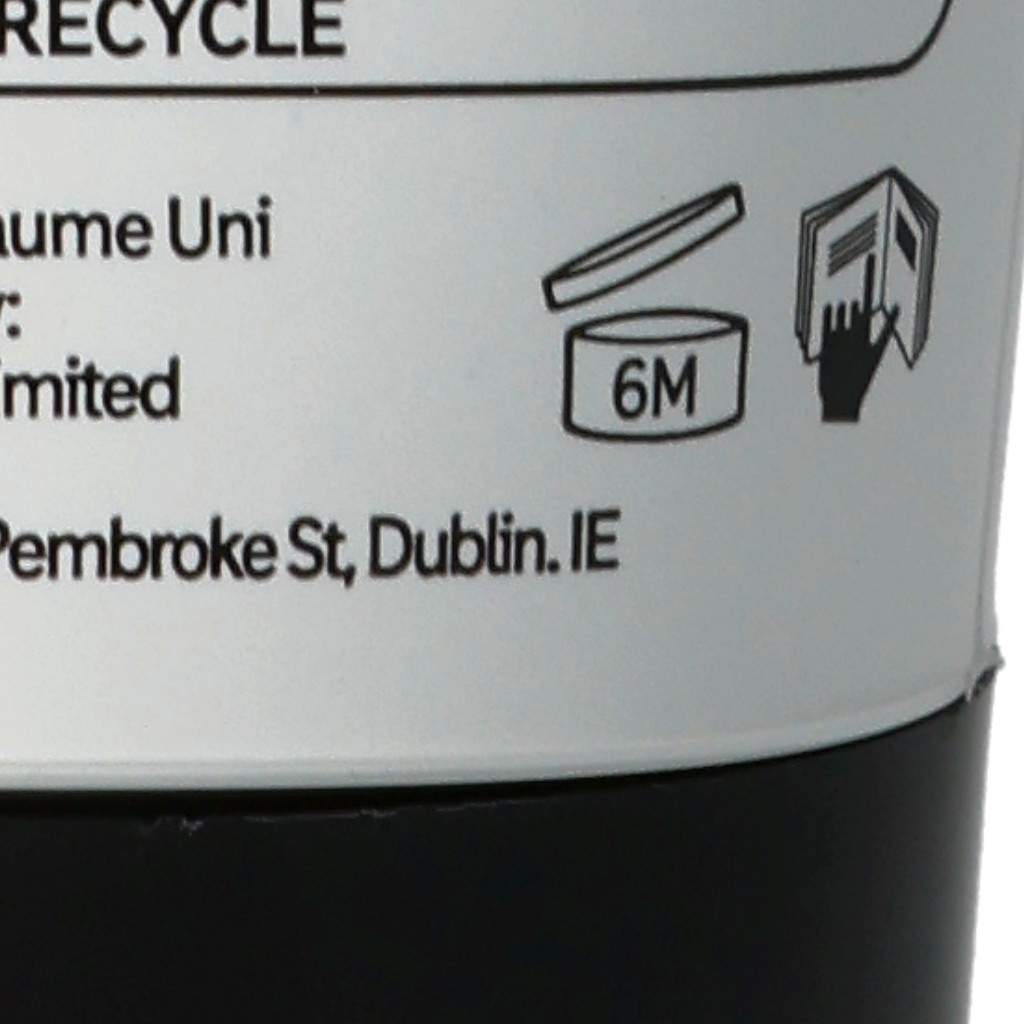 RECYCLE
aume Uni
y:
imited
6M
Pembroke St, Dublin. IE